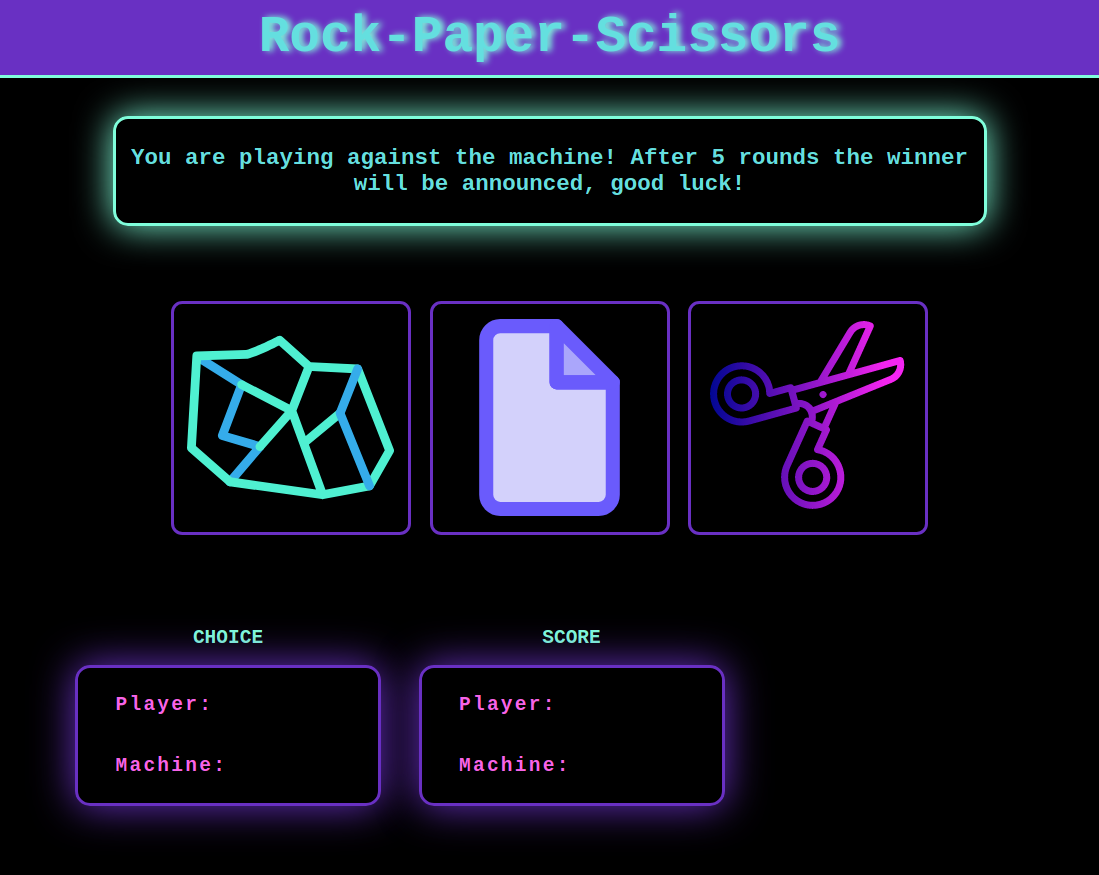 Rock-Paper-Scissors
You are playing against the machine! After 5 rounds the winner
will be announced, good luck!
CHOICE
Player:
Machine:
SCORE
Player:
Machine: